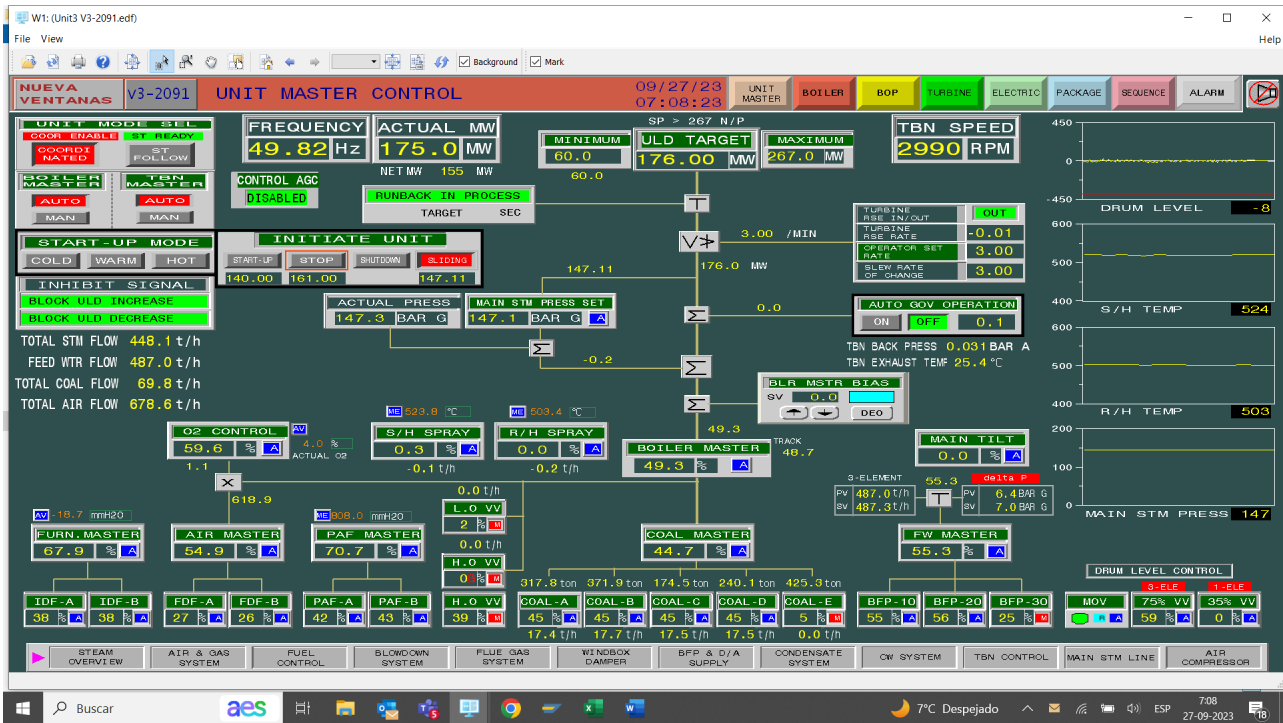 W1: (Unit3 V3-2091.edf)
File View
Help
Background
Mark
NUEVA VENTANAS
V3-2091
UNIT MASTER CONTROL
09/27/23
07:08:23
UNIT MASTER
BOILER
BOP
TURBINE
ELECTRIC
PACKAGE
SEQUENCE
ALARM
UNIT MODE SEL
COOR ENABLE ST READY
COORDI NATED
ST FOLLOW
BOILER MASTER
TBN MASTER
AUTO AUTO
MAN MAN
FREQUENCY
49.82 Hz
ACTUAL MW
175.0 MW
NET MW 155 MW
CONTROL AGC
DISABLED
RUNBACK IN PROCESS
TARGET SEC
SP > 267 N/P
MINIMUM
60.0
60.0
ULD TARGET
176.00 MW
MAXIMUM
267.0 MW
TBN SPEED
2990 RPM
START-UP MODE
COLD WARM HOT
INITIATE UNIT
START-UP STOP SHUTDOWN SLIDING
140.00 161.00 147.11
INHIBIT SIGNAL
BLOCK ULD INCREASE
BLOCK ULD DECREASE
T
V≯
3.00 /MIN
176.0 MW
147.11
TURBINE RSE IN/OUT OUT
TURBINE RSE RATE -0.01
OPERATOR SET RATE 3.00
SLEW RATE OF CHANGE 3.00
ACTUAL PRESS
147.3 BAR G
MAIN STM PRESS SET
147.1 BAR G A
Σ
-0.2
Σ
0.0
Σ
Σ
AUTO GOV OPERATION
ON OFF 0.1
TBN BACK PRESS 0.031 BAR A
TBN EXHAUST TEMP 25.4 °C
TOTAL STM FLOW 448.1 t/h
FEED WTR FLOW 487.0 t/h
TOTAL COAL FLOW 69.8 t/h
TOTAL AIR FLOW 678.6 t/h
BLR MSTR BIAS
SV 0.0
DEO
O2 CONTROL
59.6 % A
AV
4.0 %
ACTUAL O2
1.1
X
618.9
ME 523.8 °C
S/H SPRAY
0.3 % A
-0.1 t/h
ME 503.4 °C
R/H SPRAY
0.0 % A
-0.2 t/h
49.3
BOILER MASTER
49.3 % A
TRACK
48.7
MAIN TILT
0.0 % A
3-ELEMENT
PV 487.0 t/h
SV 487.3 t/h
55.3
T
delta P
PV 6.4 BAR G
SV 7.0 BAR G
0.0 t/h
L.O VV
2 % M
0.0 t/h
H.O VV
% M
H.O VV
39 % M
AV -18.7 mmH2O
FURN.MASTER
67.9 % A
AIR MASTER
54.9 % A
ME 808.0 mmH2O
PAF MASTER
70.7 % A
COAL MASTER
44.7 % A
FW MASTER
55.3 % A
317.8 ton 371.9 ton 174.5 ton 240.1 ton 425.3 ton
IDF-A IDF-B FDF-A FDF-B PAF-A PAF-B
38 % A 38 % A 27 % A 26 % A 42 % A 43 % A
COAL-A COAL-B COAL-C COAL-D COAL-E
45 % A 45 % A 45 % A 45 % A 5 % M
17.4 t/h 17.7 t/h 17.5 t/h 17.5 t/h 0.0 t/h
BFP-10 BFP-20 BFP-30
55 % A 56 % A 25 % M
DRUM LEVEL CONTROL
3-ELE 1-ELE
MOV 75% VV 35% VV
R A 59 % A 0 % A
450
0
-450
DRUM LEVEL -8
600
500
400
S/H TEMP 524
600
500
400
R/H TEMP 503
200
100
0
MAIN STM PRESS 147
STEAM OVERVIEW
AIR & GAS SYSTEM
FUEL CONTROL
BLOWDOWN SYSTEM
FLUE GAS SYSTEM
WINDBOX DAMPER
BFP & D/A SUPPLY
CONDENSATE SYSTEM
CW SYSTEM
TBN CONTROL
MAIN STM LINE
AIR COMPRESSOR
Buscar
aes
7°C Despejado
ESP
7:08
27-09-2023
18